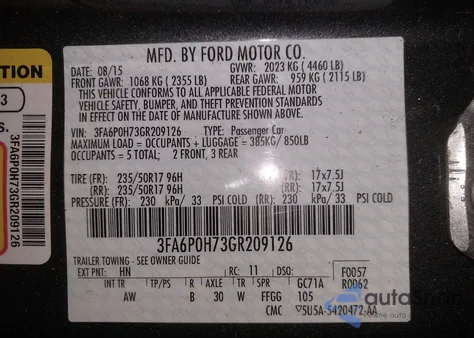 MFD. BY FORD MOTOR CO.
DATE: 08/15 GVWR: 2023 KG ( 4460 LB)
FRONT GAWR: 1068 KG ( 2355 LB) REAR GAWR: 959 KG ( 2115 LB)
THIS VEHICLE CONFORMS TO ALL APPLICABLE FEDERAL MOTOR
VEHICLE SAFETY, BUMPER, AND THEFT PREVENTION STANDARDS
IN EFFECT ON THE DATE OF MANUFACTURE SHOWN ABOVE.
VIN: 3FA6P0H73GR209126 TYPE: Passenger Car
MAXIMUM LOAD = OCCUPANTS + LUGGAGE = 385KG/ 850LB
OCCUPANTS = 5 TOTAL; 2 FRONT, 3 REAR
TIRE (FR): 235/50R17 96H 17x7.5J
(RR): 235/50R17 96H (RR): 17x7.5J
PRESSURE (FR): 230 kPa/ 33 PSI COLD (RR): 230 kPa/ 33 PSI COLD
3FA6P0H73GR209126
TRAILER TOWING - SEE OWNER GUIDE
EXT PNT: HN RC: 11 DSO: F0057
R0062
INT TR TP/PS R AXLE TR GC71A
AW B 30 W FFGG 105
CMC ▽5U5A-5420472-AA
TION
3
S.
3FA6P0H73GR209126